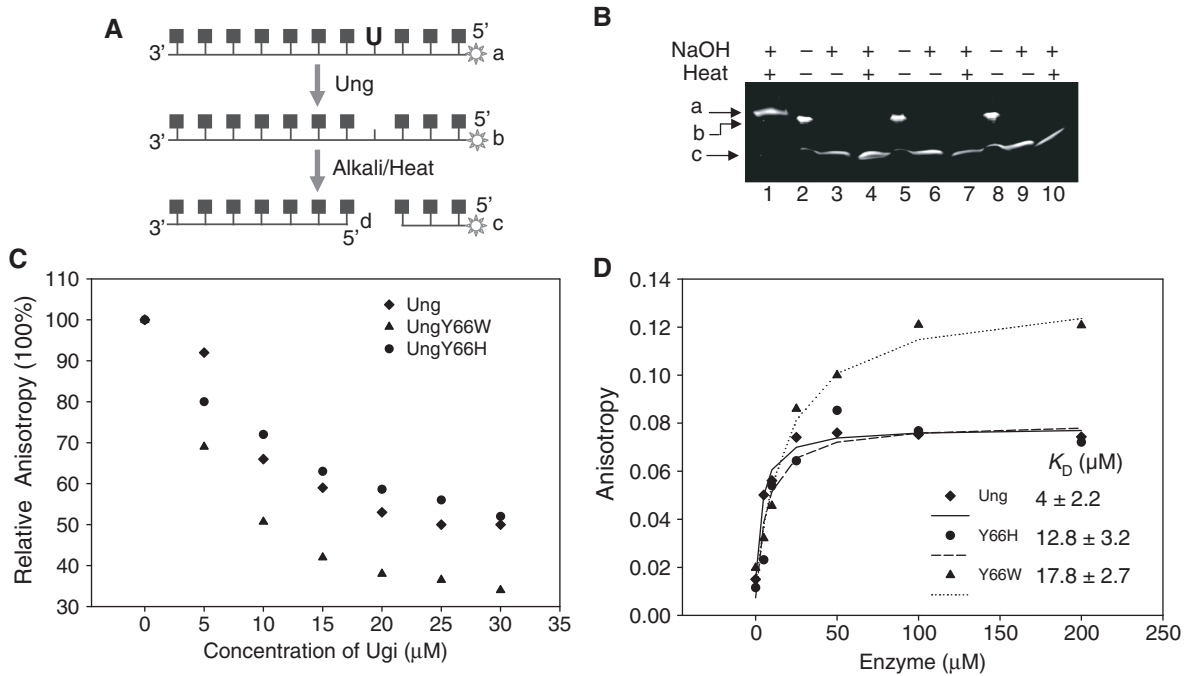 A
U
5’
3’
a
Ung
5’
3’
b
Alkali/Heat
5’
3’
d
5’
c
B
NaOH + – + + – + + – + +
Heat + – – + – – + – – +
a
b
c
1 2 3 4 5 6 7 8 9 10
C
110
100
90
80
70
60
50
40
30
Relative Anisotropy (100%)
Ung
UngY66W
UngY66H
0 5 10 15 20 25 30 35
Concentration of Ugi (μM)
D
0.14
0.12
0.10
0.08
0.06
0.04
0.02
0.00
Anisotropy
KD (μM)
Ung 4 ± 2.2
Y66H 12.8 ± 3.2
Y66W 17.8 ± 2.7
0 50 100 150 200 250
Enzyme (μM)